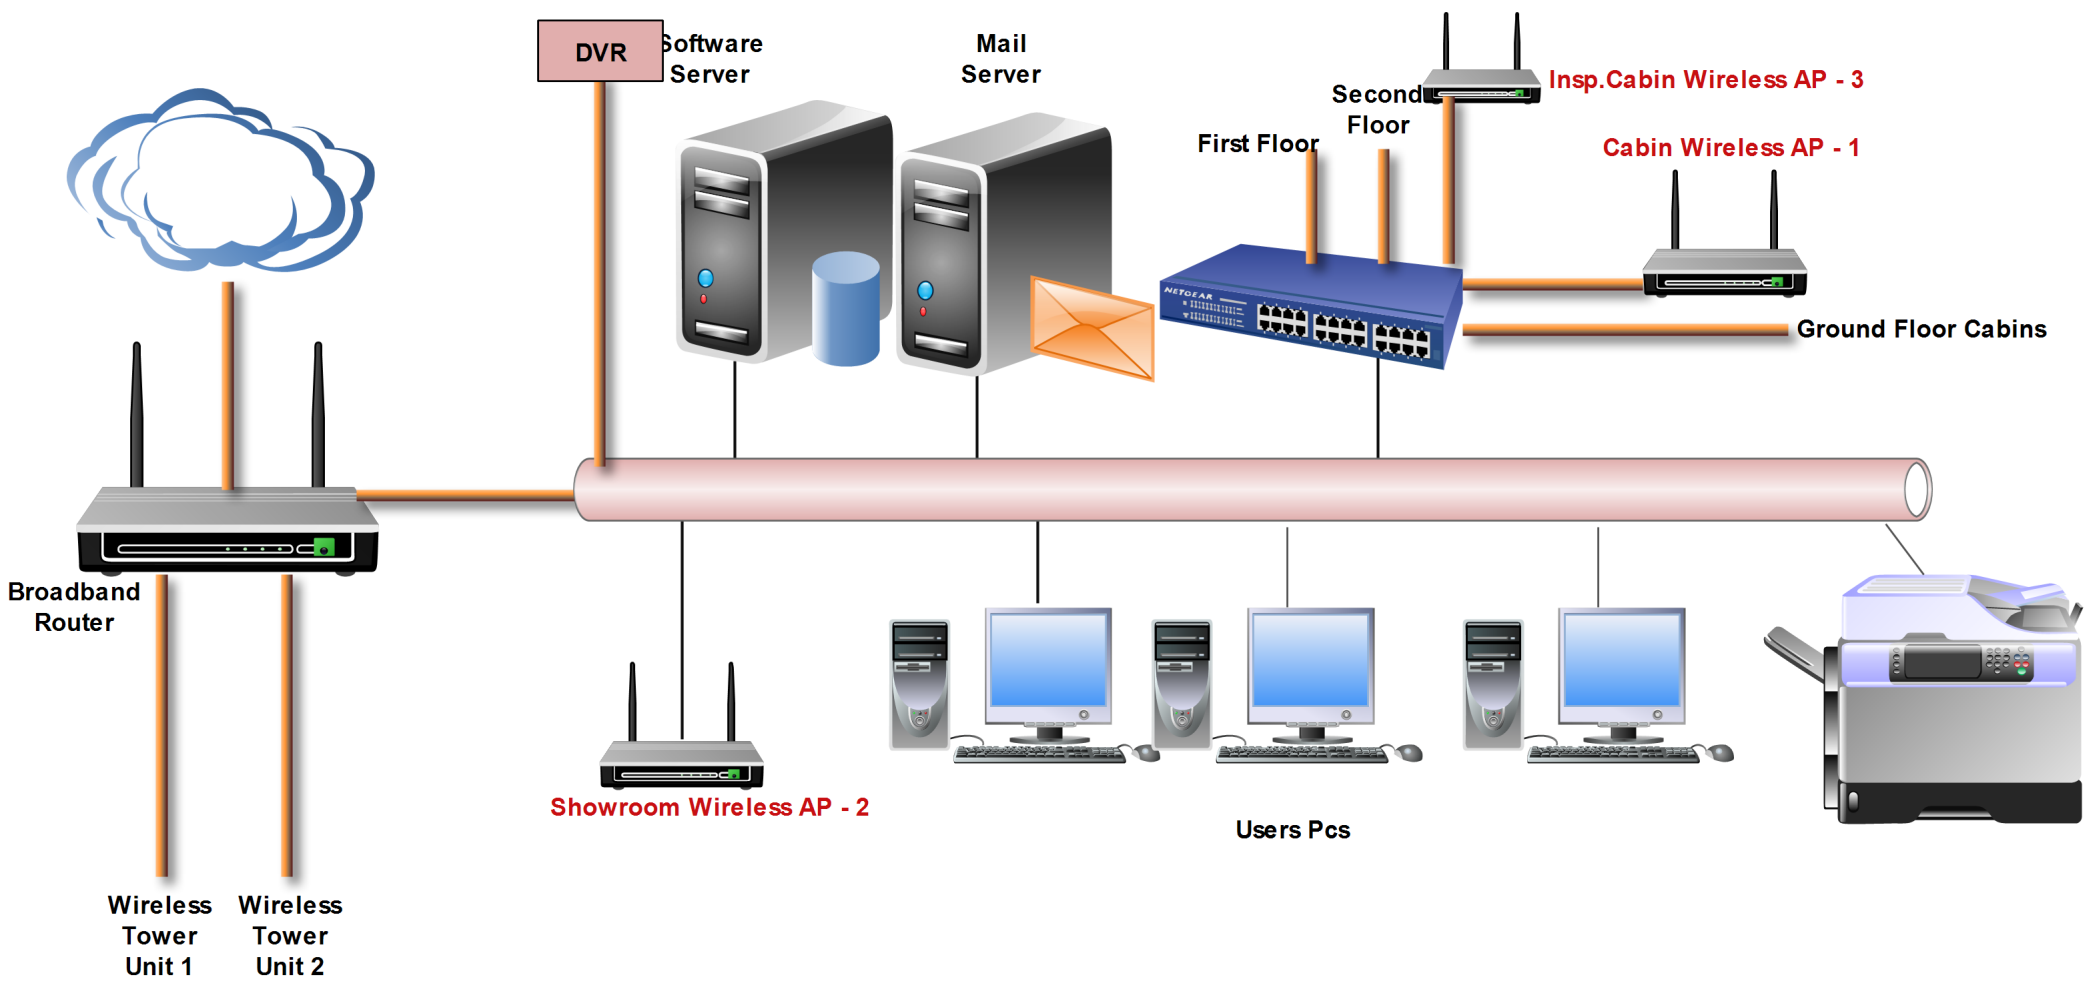 DVR
Software
Server
Mail
Server
Second
Floor
First Floor
Insp.Cabin Wireless AP - 3
Cabin Wireless AP - 1
NETGEAR
Ground Floor Cabins
Broadband
Router
Showroom Wireless AP - 2
Users Pcs
Wireless
Tower
Unit 1
Wireless
Tower
Unit 2